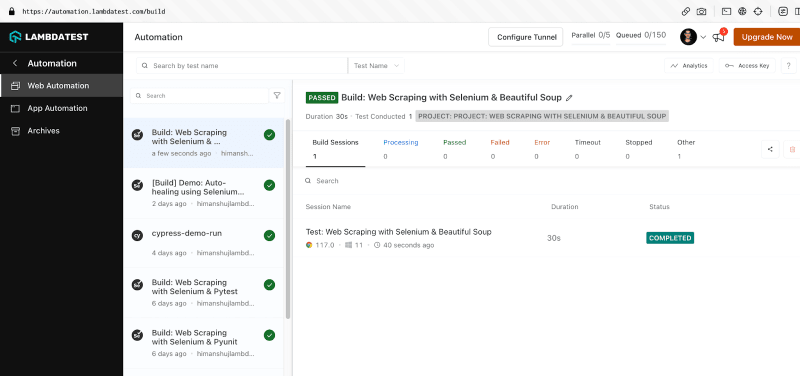 https://automation.lambdatest.com/build
LAMBDATEST
Automation
Web Automation
App Automation
Archives
Automation
Configure Tunnel
Parallel 0/5
Queued 0/150
Upgrade Now
Search by test name
Test Name
Analytics
Access Key
?
Search
Build: Web Scraping
with Selenium & ...
a few seconds ago · himansh...
[Build] Demo: Auto-
healing using Selenium...
2 days ago · himanshujlambd...
cypress-demo-run
4 days ago · himanshujlambd...
Build: Web Scraping
with Selenium & Pytest
6 days ago · himanshujlambd...
Build: Web Scraping
with Selenium & Pyunit
6 days ago · himanshujlambd...
PASSED Build: Web Scraping with Selenium & Beautiful Soup
Duration 30s · Test Conducted 1 PROJECT: PROJECT: WEB SCRAPING WITH SELENIUM & BEAUTIFUL SOUP
Build Sessions Processing Passed Failed Error Timeout Stopped Other
1 0 0 0 0 0 0 1
Search
Session Name Duration Status
Test: Web Scraping with Selenium & Beautiful Soup
117.0 · 11 · 40 seconds ago
30s
COMPLETED